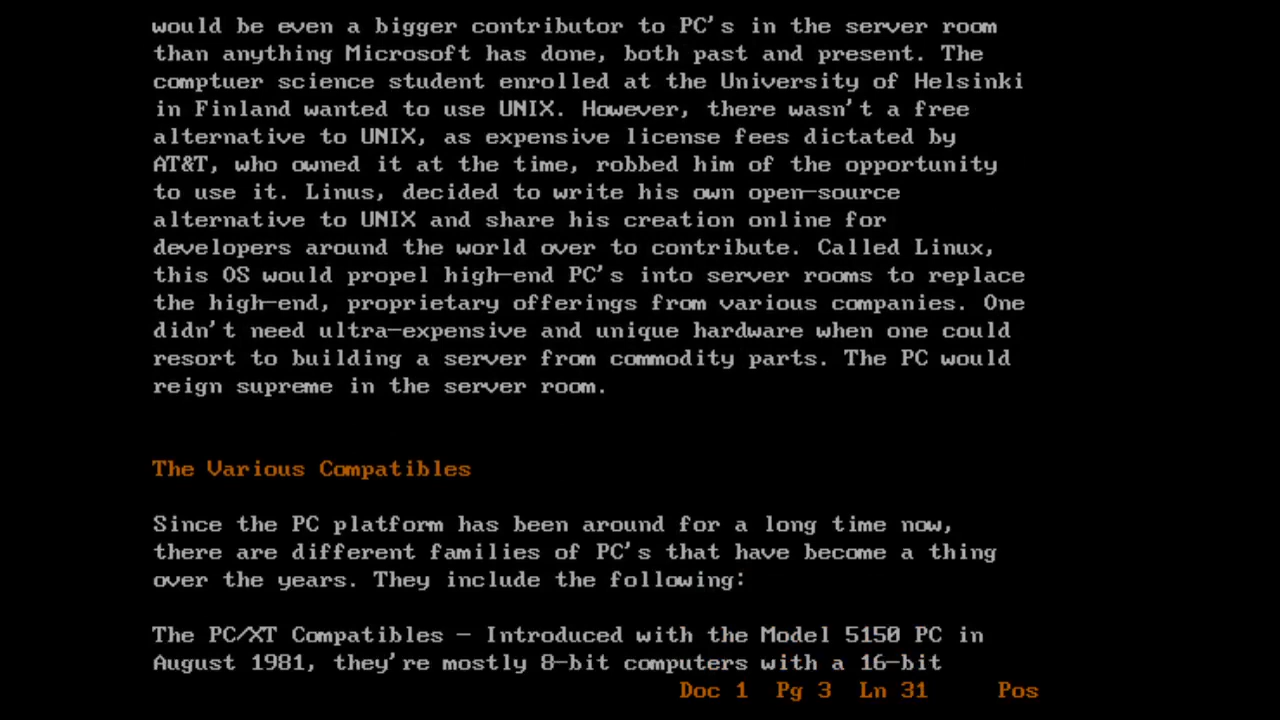 would be even a bigger contributor to PC's in the server room
than anything Microsoft has done, both past and present. The
comptuer science student enrolled at the University of Helsinki
in Finland wanted to use UNIX. However, there wasn't a free
alternative to UNIX, as expensive license fees dictated by
AT&T, who owned it at the time, robbed him of the opportunity
to use it. Linus, decided to write his own open-source
alternative to UNIX and share his creation online for
developers around the world over to contribute. Called Linux,
this OS would propel high-end PC's into server rooms to replace
the high-end, proprietary offerings from various companies. One
didn't need ultra-expensive and unique hardware when one could
resort to building a server from commodity parts. The PC would
reign supreme in the server room.
The Various Compatibles
Since the PC platform has been around for a long time now,
there are different families of PC's that have become a thing
over the years. They include the following:
The PC/XT Compatibles - Introduced with the Model 5150 PC in
August 1981, they're mostly 8-bit computers with a 16-bit
Doc 1 Pg 3 Ln 31 Pos